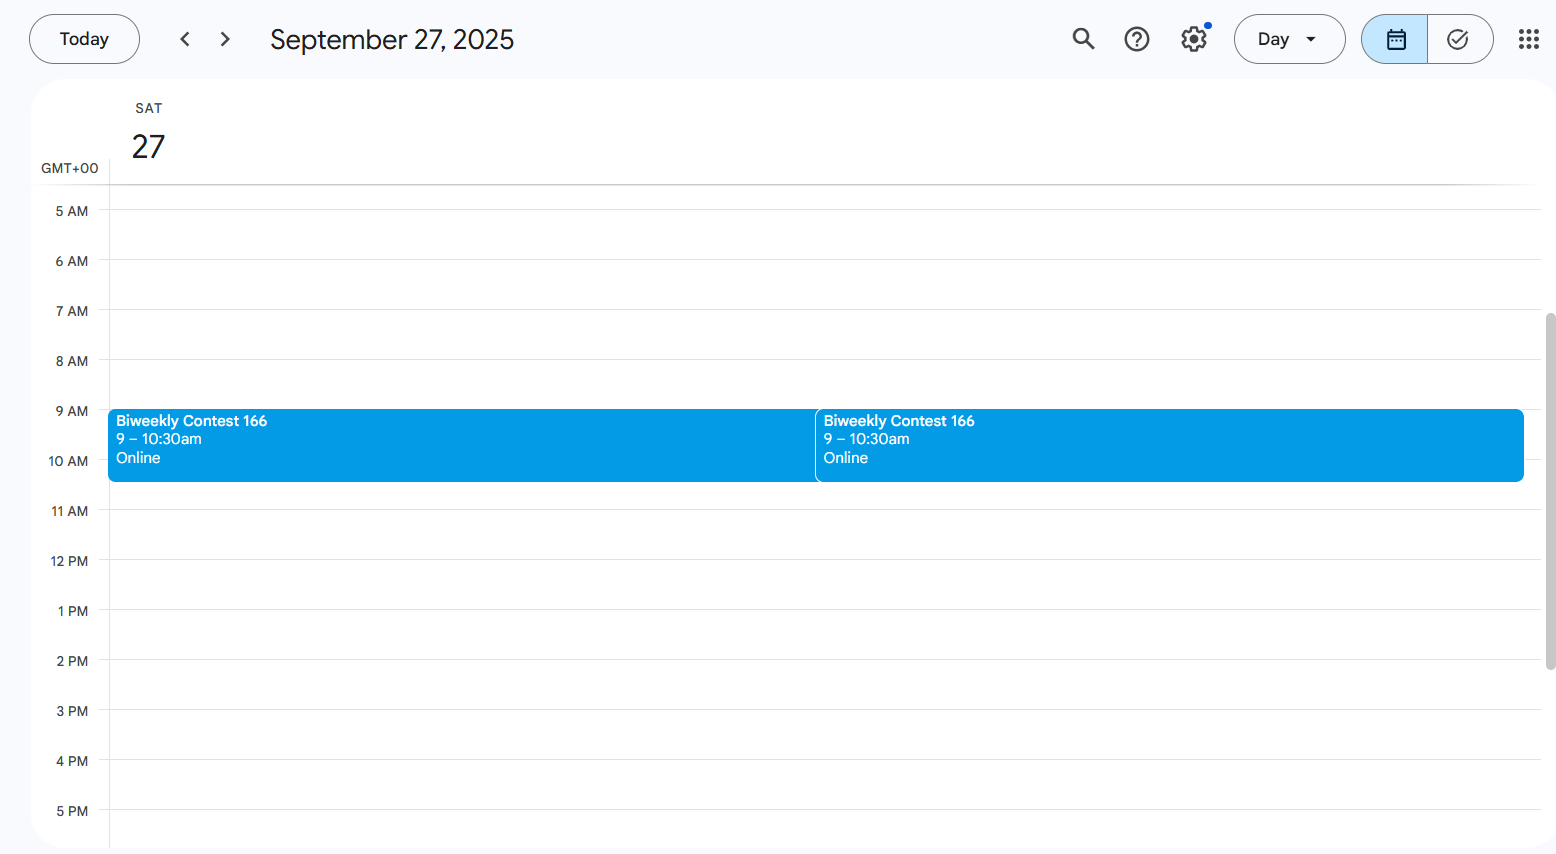 Today
September 27, 2025
Day
SAT
27
GMT+00
5 AM
6 AM
7 AM
8 AM
9 AM
Biweekly Contest 166
9 – 10:30am
Online
Biweekly Contest 166
9 – 10:30am
Online
10 AM
11 AM
12 PM
1 PM
2 PM
3 PM
4 PM
5 PM